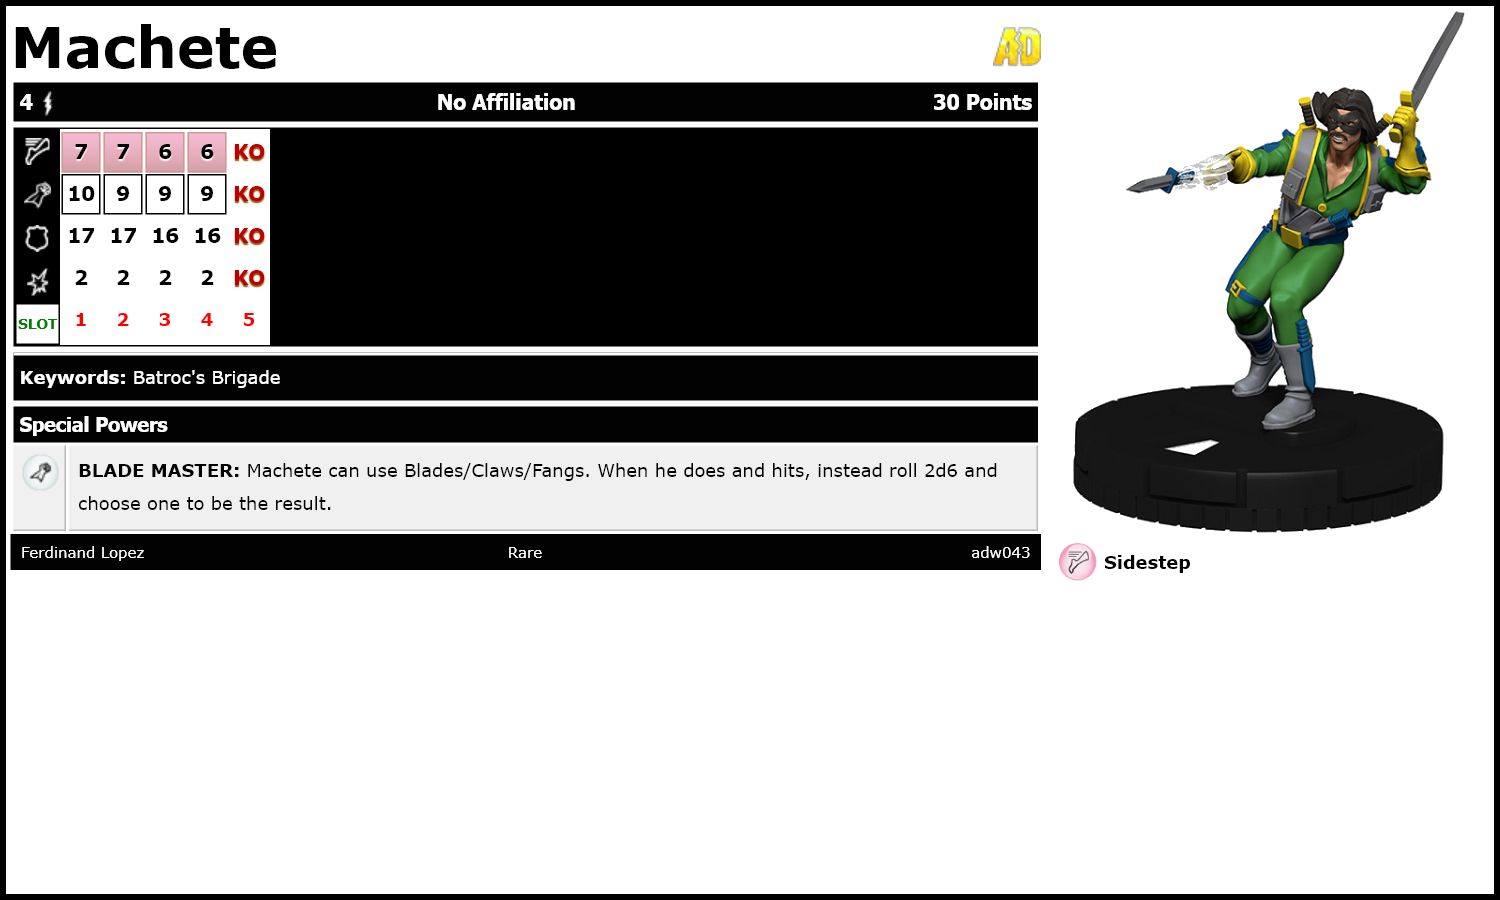 Machete
AD
4 No Affiliation 30 Points
7 7 6 6 KO
10 9 9 9 KO
17 17 16 16 KO
2 2 2 2 KO
SLOT 1 2 3 4 5
Keywords: Batroc's Brigade
Special Powers
BLADE MASTER: Machete can use Blades/Claws/Fangs. When he does and hits, instead roll 2d6 and
choose one to be the result.
Ferdinand Lopez Rare adw043
Sidestep